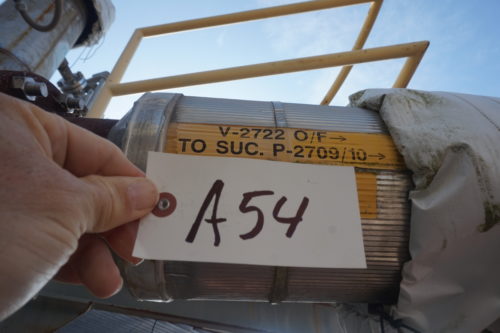 V-2722 O/F→
TO SUC. P-2709/10→
A54